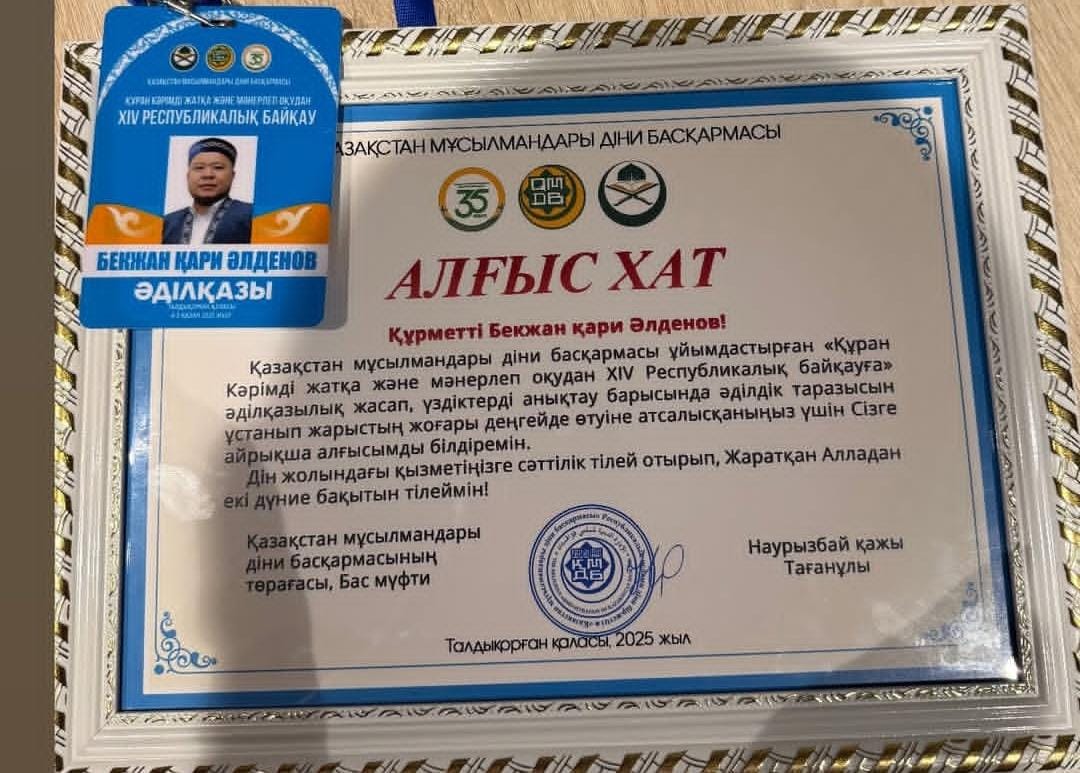 ҚАЗАҚСТАН МҰСЫЛМАНДАРЫ ДІНИ БАСҚАРМАСЫ
ҚҰРАН КӘРІМДІ ЖАТҚА ЖӘНЕ МӘНЕРЛЕП ОҚУДАН
XIV РЕСПУБЛИКАЛЫҚ БАЙҚАУ
БЕКЖАН ҚАРИ ӘЛДЕНОВ
ӘДІЛҚАЗЫ
ТАЛДЫҚОРҒАН ҚАЛАСЫ
2025 ЖЫЛ
АЗАҚСТАН МҰСЫЛМАНДАРЫ ДІНИ БАСҚАРМАСЫ
35
ҚМДБ
АЛҒЫС ХАТ
Құрметті Бекжан қари Әлденов!
Қазақстан мұсылмандары діни басқармасы ұйымдастырған «Құран
Кәрімді жатқа және мәнерлеп оқудан XIV Республикалық байқауға»
әділқазылық жасап, үздіктерді анықтау барысында әділдік таразысын
ұстанып жарыстың жоғары деңгейде өтуіне атсалысқаныңыз үшін Сізге
айрықша алғысымды білдіремін.
Дін жолындағы қызметіңізге сәттілік тілей отырып, Жаратқан Алладан
екі дүние бақытын тілеймін!
Қазақстан мұсылмандары
діни басқармасының
төрағасы, Бас мүфти
ҚМДБ
Наурызбай қажы
Тағанұлы
Талдықорған қаласы, 2025 жыл